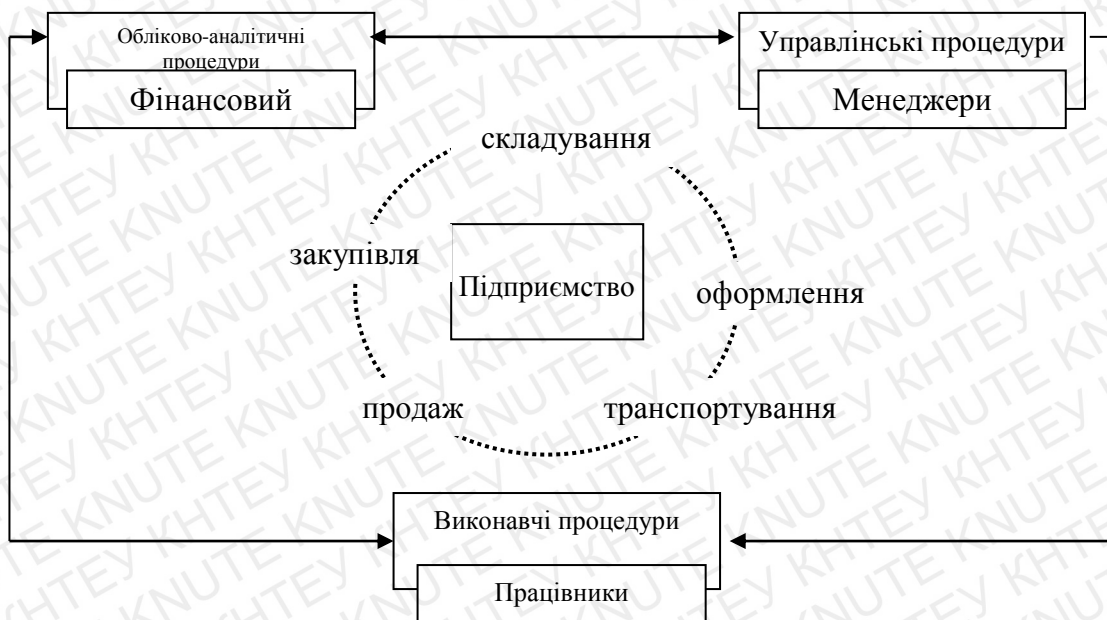 Обліково-аналітичні
процедури
Фінансовий
Управлінські процедури
Менеджери
складування
закупівля
Підприємство
оформлення
продаж
транспортування
Виконавчі процедури
Працівники